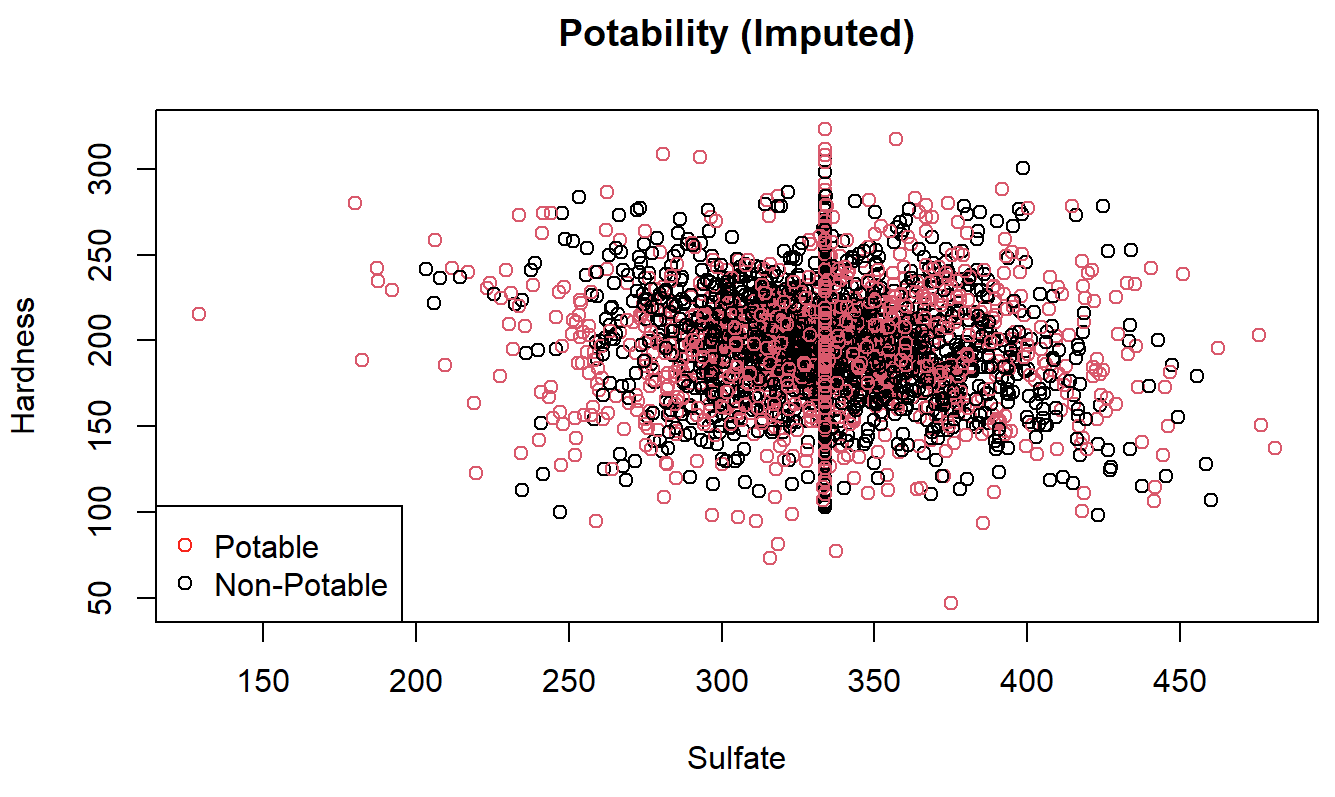 Potability (Imputed)
Hardness
300
250
200
150
100
50
Potable
Non-Potable
150 200 250 300 350 400 450
Sulfate